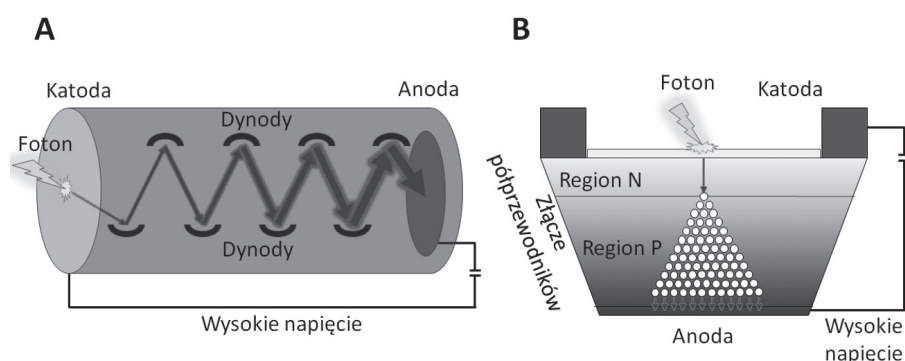 A
Katoda
Anoda
Foton
Dynody
Dynody
Wysokie napięcie
B
Foton
Katoda
Region N
Złącze
półprzewodników
Region P
Anoda
Wysokie
napięcie